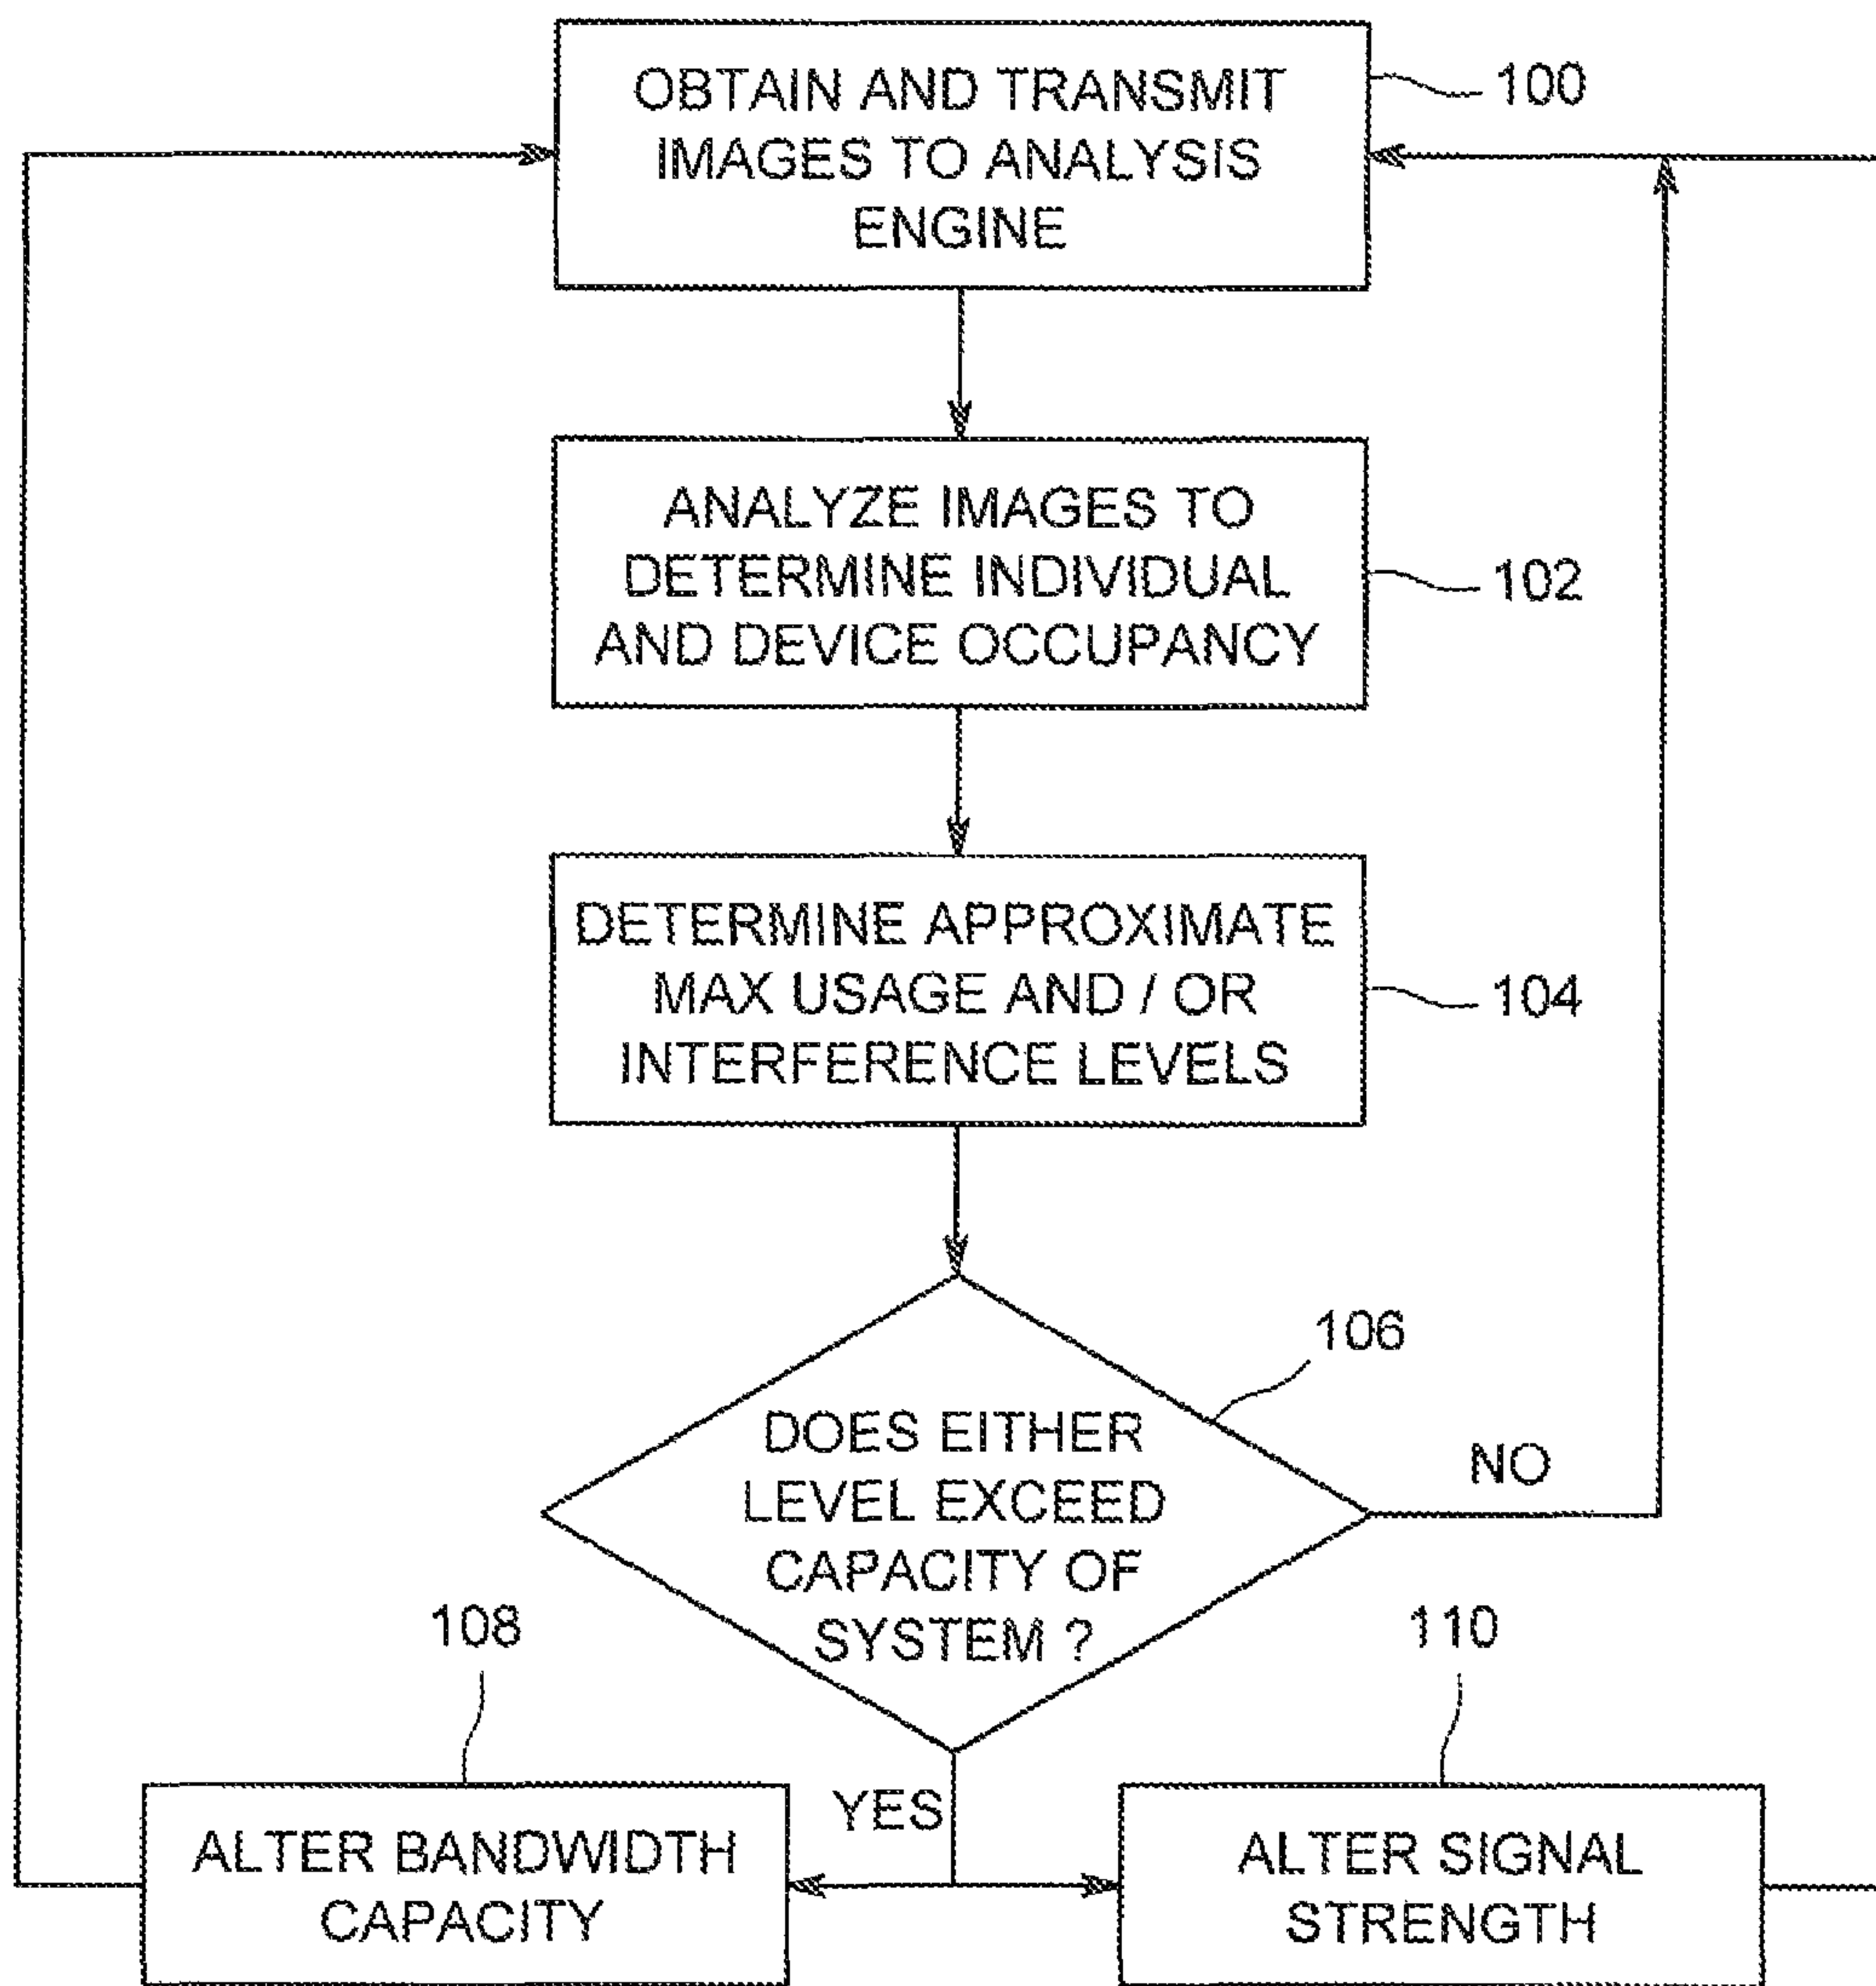 OBTAIN AND TRANSMIT
IMAGES TO ANALYSIS
ENGINE
100
ANALYZE IMAGES TO
DETERMINE INDIVIDUAL
AND DEVICE OCCUPANCY
102
DETERMINE APPROXIMATE
MAX USAGE AND / OR
INTERFERENCE LEVELS
104
106
DOES EITHER
LEVEL EXCEED
CAPACITY OF
SYSTEM ?
NO
YES
108
ALTER BANDWIDTH
CAPACITY
110
ALTER SIGNAL
STRENGTH